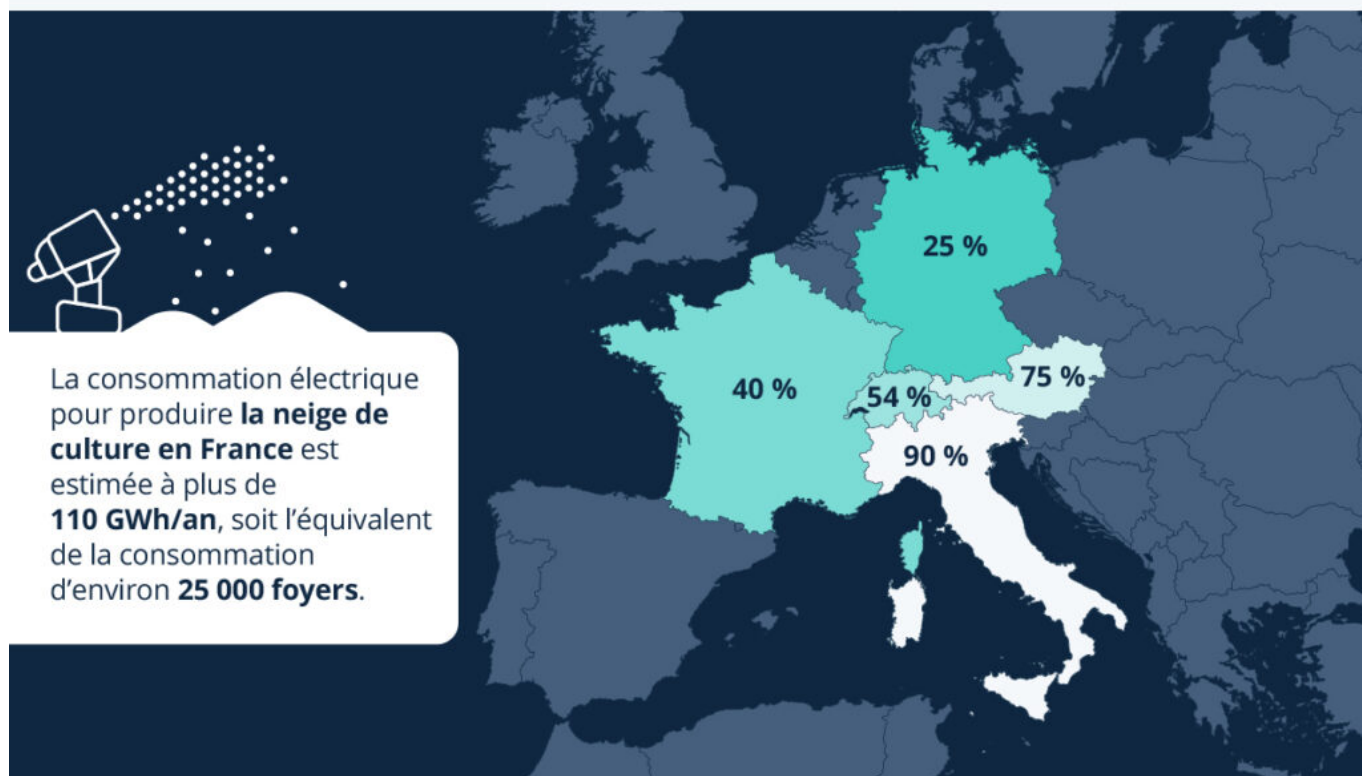 La consommation électrique
pour produire la neige de
culture en France est
estimée à plus de
110 GWh/an, soit l’équivalent
de la consommation
d’environ 25 000 foyers.
25 %
40 %
54 %
75 %
90 %